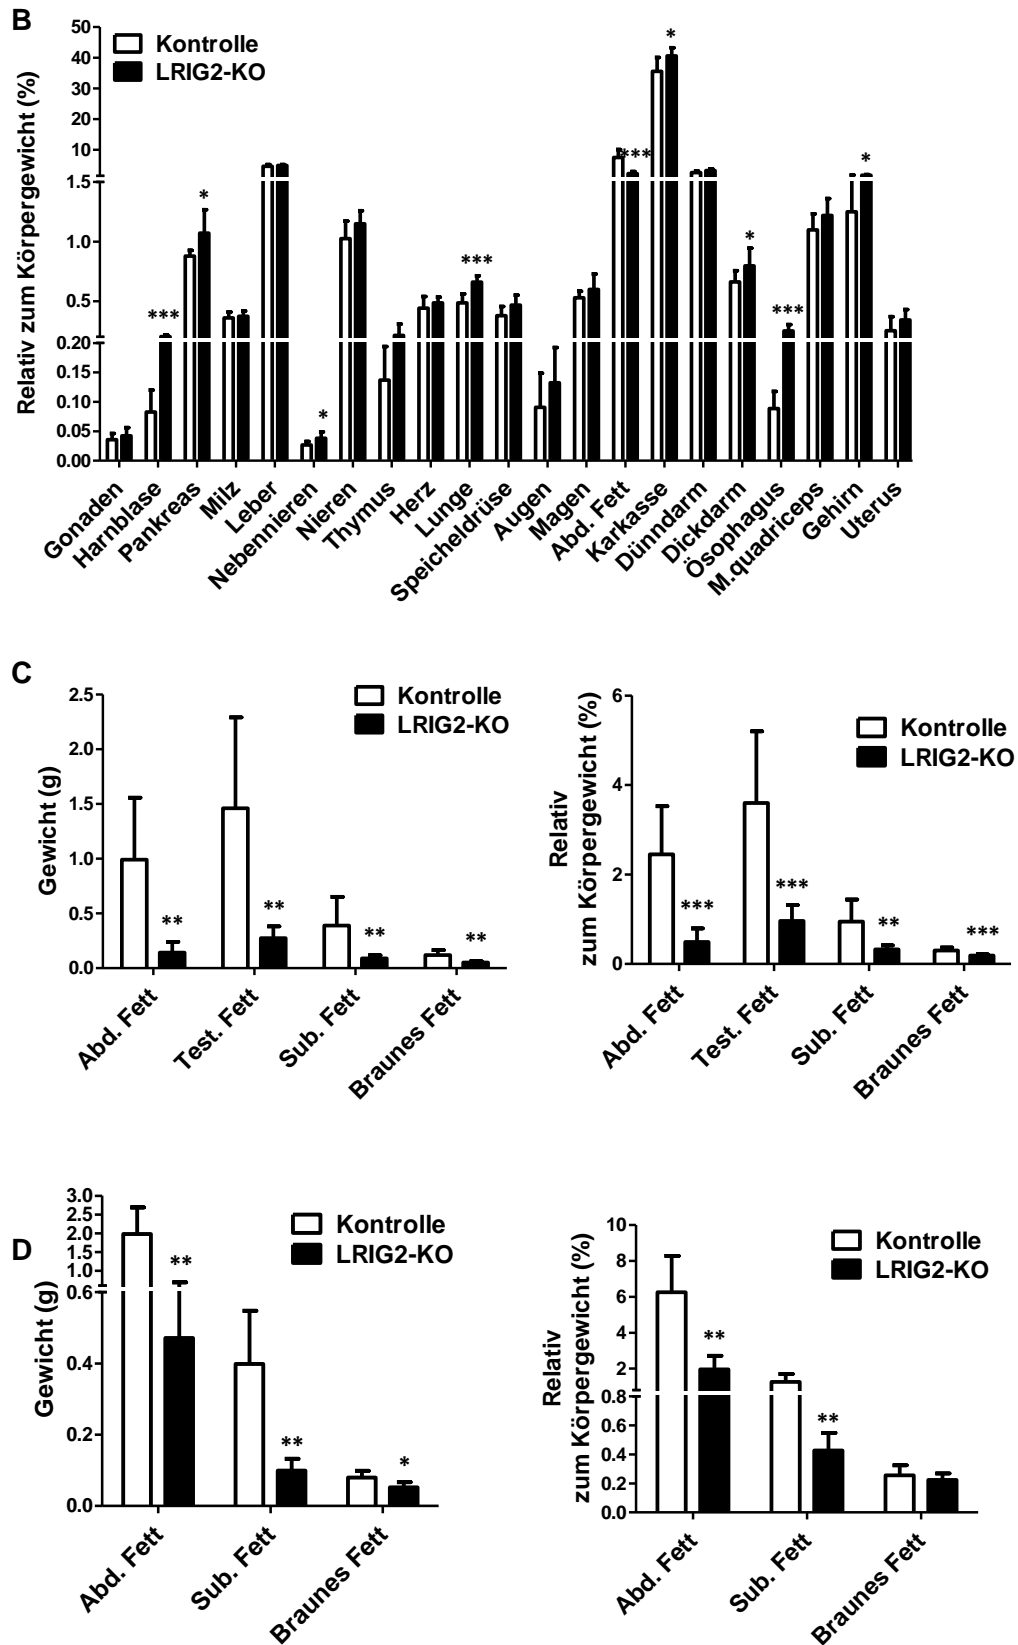 B
Relativ zum Körpergewicht (%)
50
40
30
20
10
1.5
1.0
0.5
0.20
0.15
0.10
0.05
0.00
Kontrolle
LRIG2-KO
***
*
*
***
***
*
*
***
*
Gonaden
Harnblase
Pankreas
Milz
Leber
Nebennieren
Nieren
Thymus
Herz
Lunge
Speicheldrüse
Augen
Magen
Abd. Fett
Karkasse
Dünndarm
Dickdarm
Ösophagus
M.quadriceps
Gehirn
Uterus
C
Gewicht (g)
2.5
2.0
1.5
1.0
0.5
0.0
Kontrolle
LRIG2-KO
**
**
**
**
Abd. Fett
Test. Fett
Sub. Fett
Braunes Fett
Relativ
zum Körpergewicht (%)
6
4
2
0
Kontrolle
LRIG2-KO
***
***
**
***
Abd. Fett
Test. Fett
Sub. Fett
Braunes Fett
D
Gewicht (g)
3.0
2.5
2.0
1.5
1.0
0.6
0.4
0.2
0.0
Kontrolle
LRIG2-KO
**
**
*
Abd. Fett
Sub. Fett
Braunes Fett
Relativ
zum Körpergewicht (%)
10
8
6
4
2
0.8
0.6
0.4
0.2
0.0
Kontrolle
LRIG2-KO
**
**
Abd. Fett
Sub. Fett
Braunes Fett